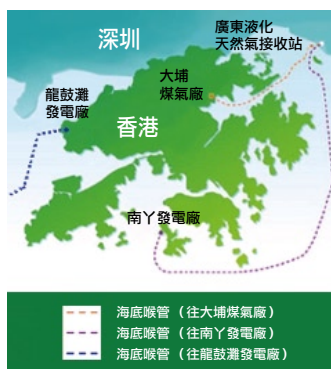 深圳
廣東液化
天然氣接收站
大埔
煤氣廠
龍鼓灘
發電廠
香港
南丫發電廠
海底喉管（往大埔煤氣廠）
海底喉管（往南丫發電廠）
海底喉管（往龍鼓灘發電廠）